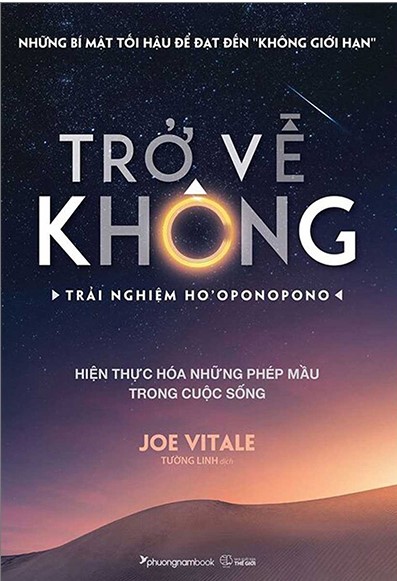 NHỮNG BÍ MẬT TỐI HẬU ĐỂ ĐẠT ĐẾN "KHÔNG GIỚI HẠN"
TRỞ VỀ
KHÔNG
TRẢI NGHIỆM HO'OPONOPONO
HIỆN THỰC HÓA NHỮNG PHÉP MẦU
TRONG CUỘC SỐNG
JOE VITALE
TƯỜNG LINH dịch
phuongnambook
THẾ GIỚI